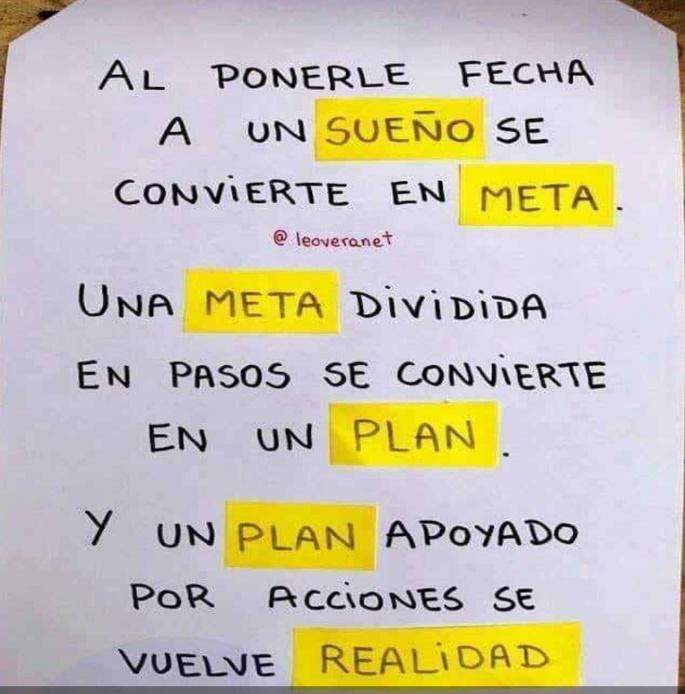 AL PONERLE FECHA
A UN SUEÑO SE
CONVIERTE EN META.
@leoveranet
UNA META DIVIDIDA
EN PASOS SE CONVIERTE
EN UN PLAN.
Y UN PLAN APOYADO
POR ACCIONES SE
VUELVE REALIDAD